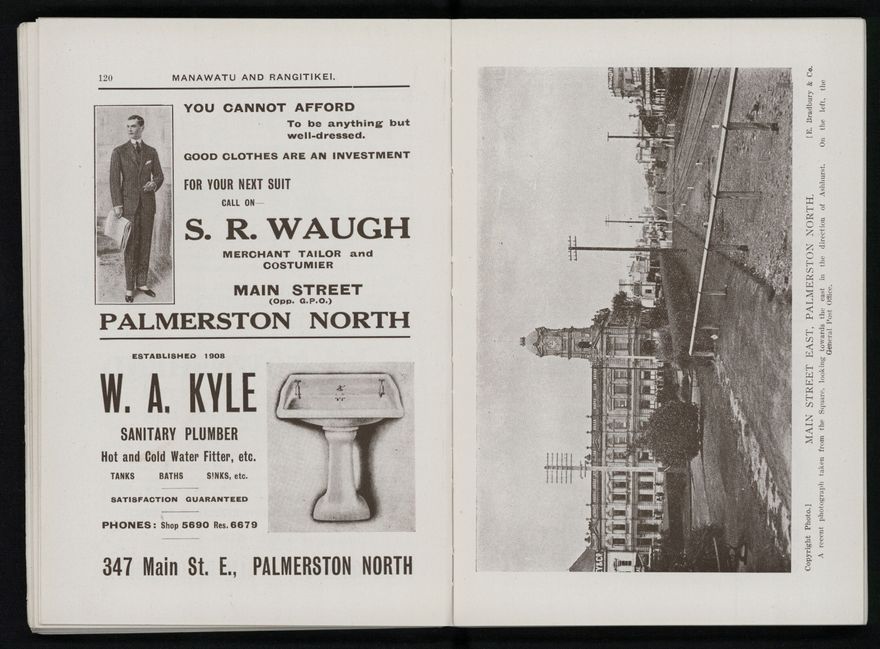 120
MANAWATU AND RANGITIKEI.
YOU CANNOT AFFORD
To be anything but
well-dressed.
GOOD CLOTHES ARE AN INVESTMENT
FOR YOUR NEXT SUIT
CALL ON—
S. R. WAUGH
MERCHANT TAILOR and
COSTUMIER
MAIN STREET
(Opp. G.P.O.)
PALMERSTON NORTH
ESTABLISHED 1908
W. A. KYLE
SANITARY PLUMBER
Hot and Cold Water Fitter, etc.
TANKS BATHS SINKS, etc.
SATISFACTION GUARANTEED
PHONES: Shop 5690 Res. 6679
347 Main St. E., PALMERSTON NORTH
Copyright Photo.] MAIN STREET EAST, PALMERSTON NORTH. [E. Bradbury & Co.
A recent photograph taken from the Square, looking towards the east in the direction of Ashhurst. On the left, the
General Post Office.